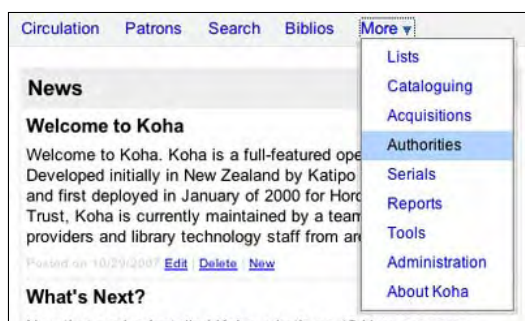 Circulation Patrons Search Biblios More
Lists
Cataloguing
Acquisitions
Authorities
Serials
Reports
Tools
Administration
About Koha
News
Welcome to Koha
Welcome to Koha. Koha is a full-featured ope
Developed initially in New Zealand by Katipo
and first deployed in January of 2000 for Horo
Trust, Koha is currently maintained by a team
providers and library technology staff from aro
Posted on 10/29/2007 Edit | Delete | New
What's Next?